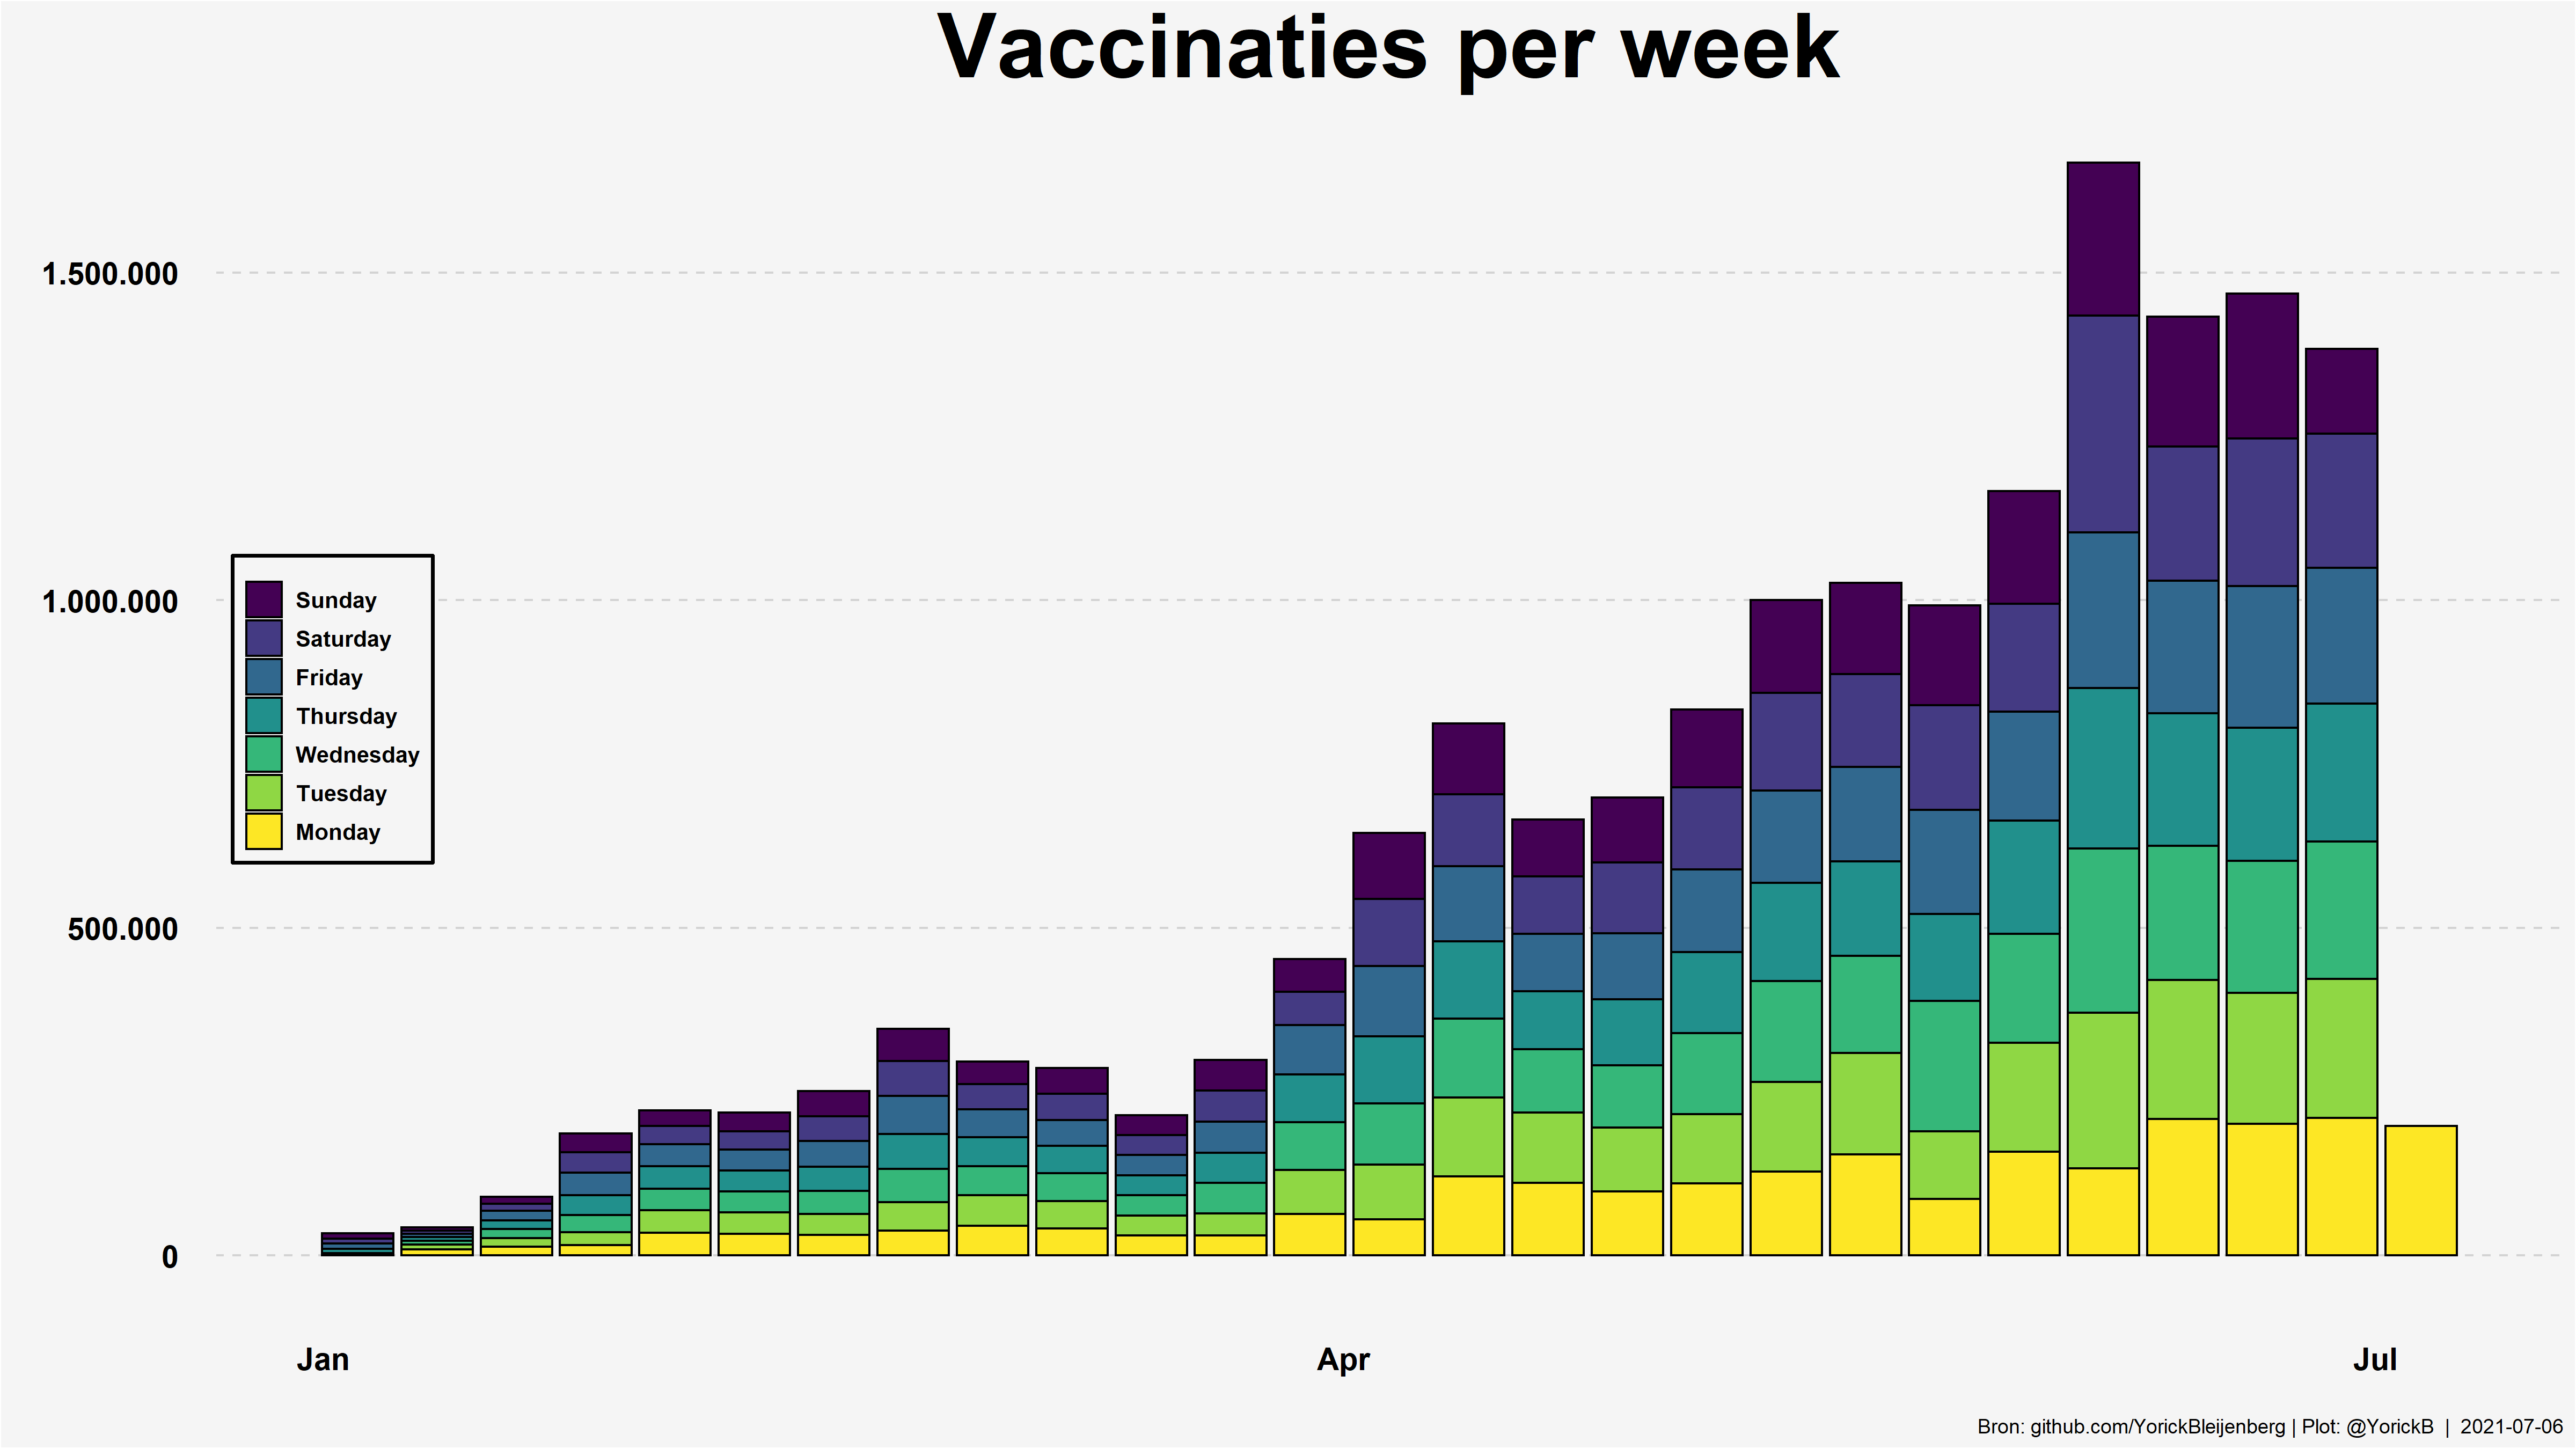 Vaccinaties per week
1.500.000
1.000.000
500.000
0
Sunday
Saturday
Friday
Thursday
Wednesday
Tuesday
Monday
Jan
Apr
Jul
Bron: github.com/YorickBleijenberg | Plot: @YorickB | 2021-07-06